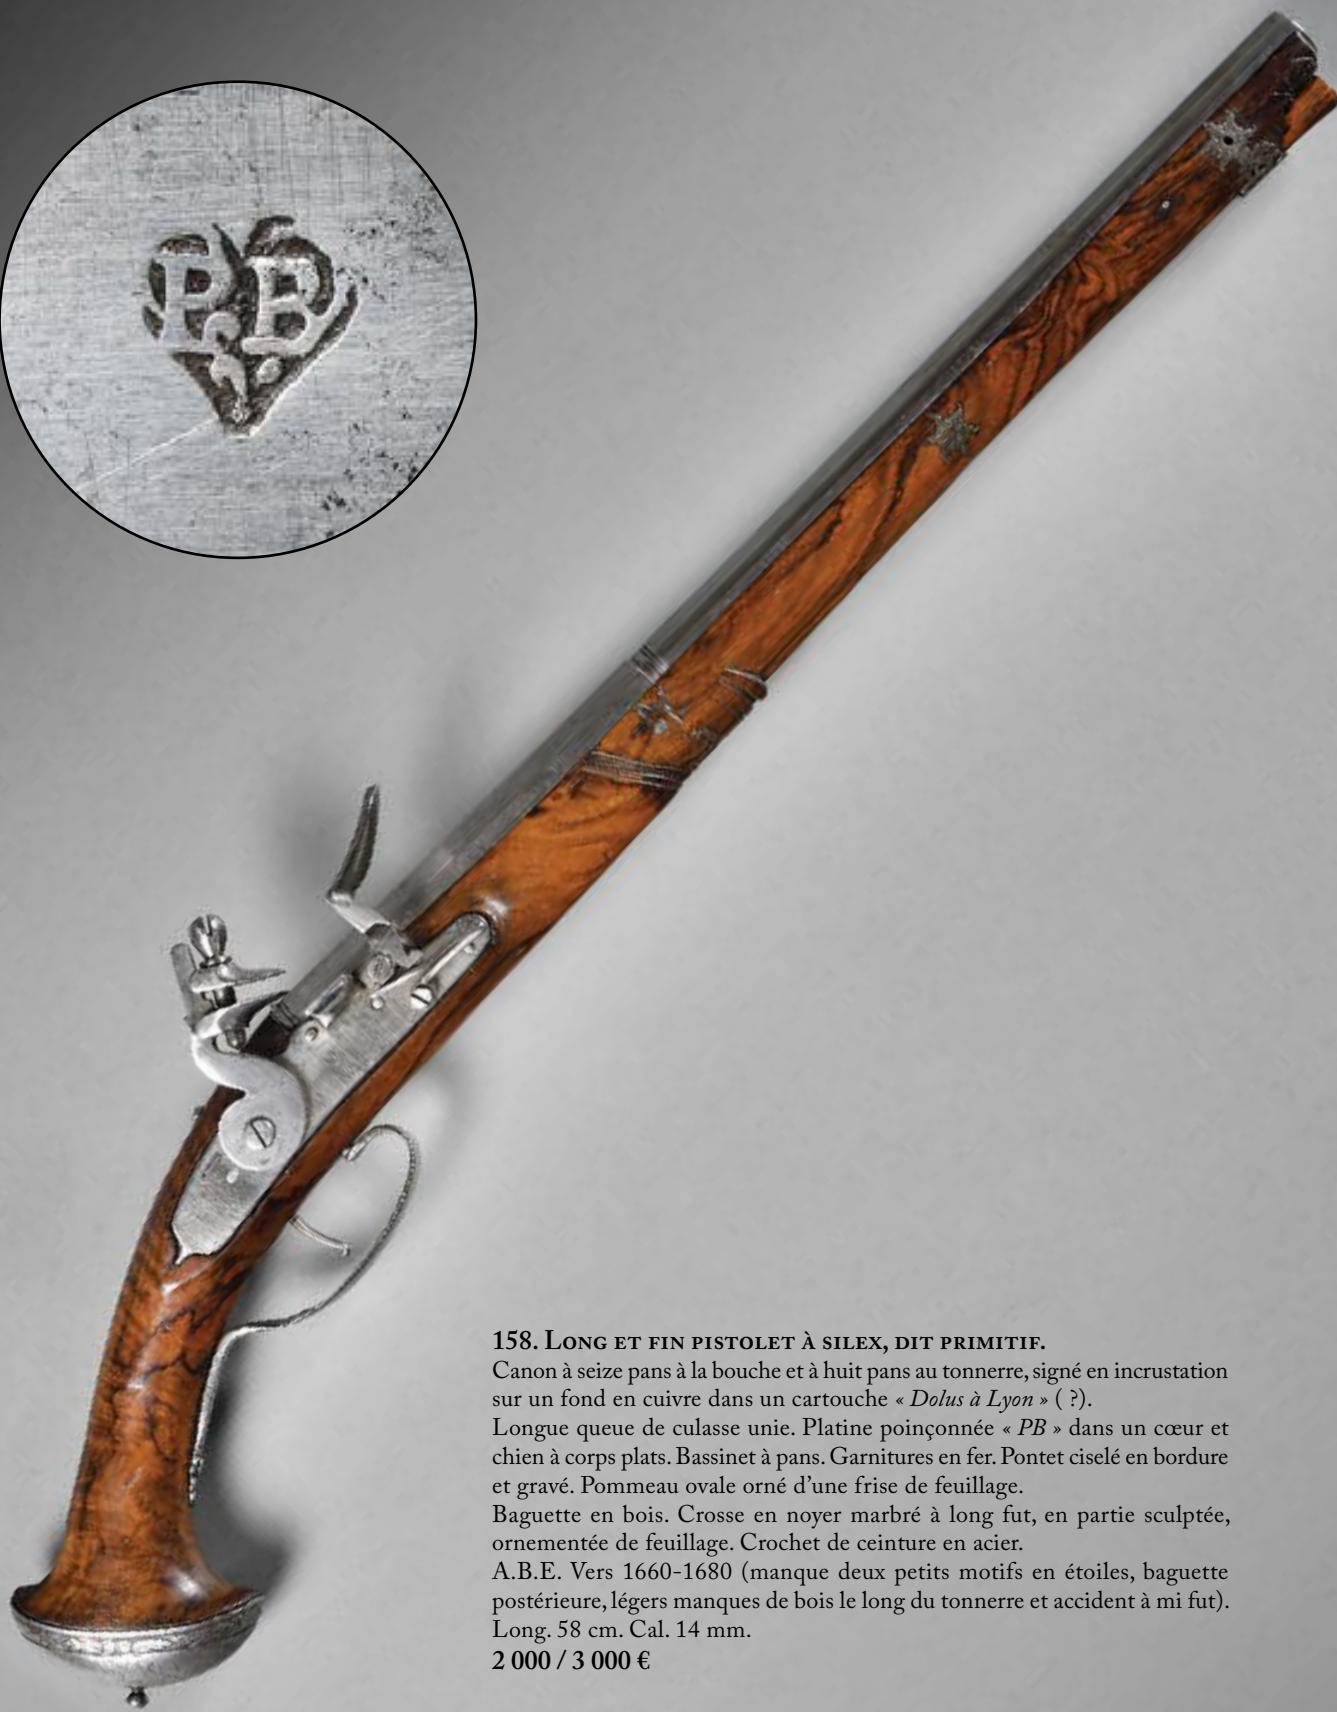 P B
158. LONG ET FIN PISTOLET À SILEX, DIT PRIMITIF.
Canon à seize pans à la bouche et à huit pans au tonnerre, signé en incrustation
sur un fond en cuivre dans un cartouche « Dolus à Lyon » ( ?).
Longue queue de culasse unie. Platine poinçonnée « PB » dans un cœur et
chien à corps plats. Bassinet à pans. Garnitures en fer. Pontet ciselé en bordure
et gravé. Pommeau ovale orné d’une frise de feuillage.
Baguette en bois. Crosse en noyer marbré à long fut, en partie sculptée,
ornementée de feuillage. Crochet de ceinture en acier.
A.B.E. Vers 1660-1680 (manque deux petits motifs en étoiles, baguette
postérieure, légers manques de bois le long du tonnerre et accident à mi fut).
Long. 58 cm. Cal. 14 mm.
2 000 / 3 000 €